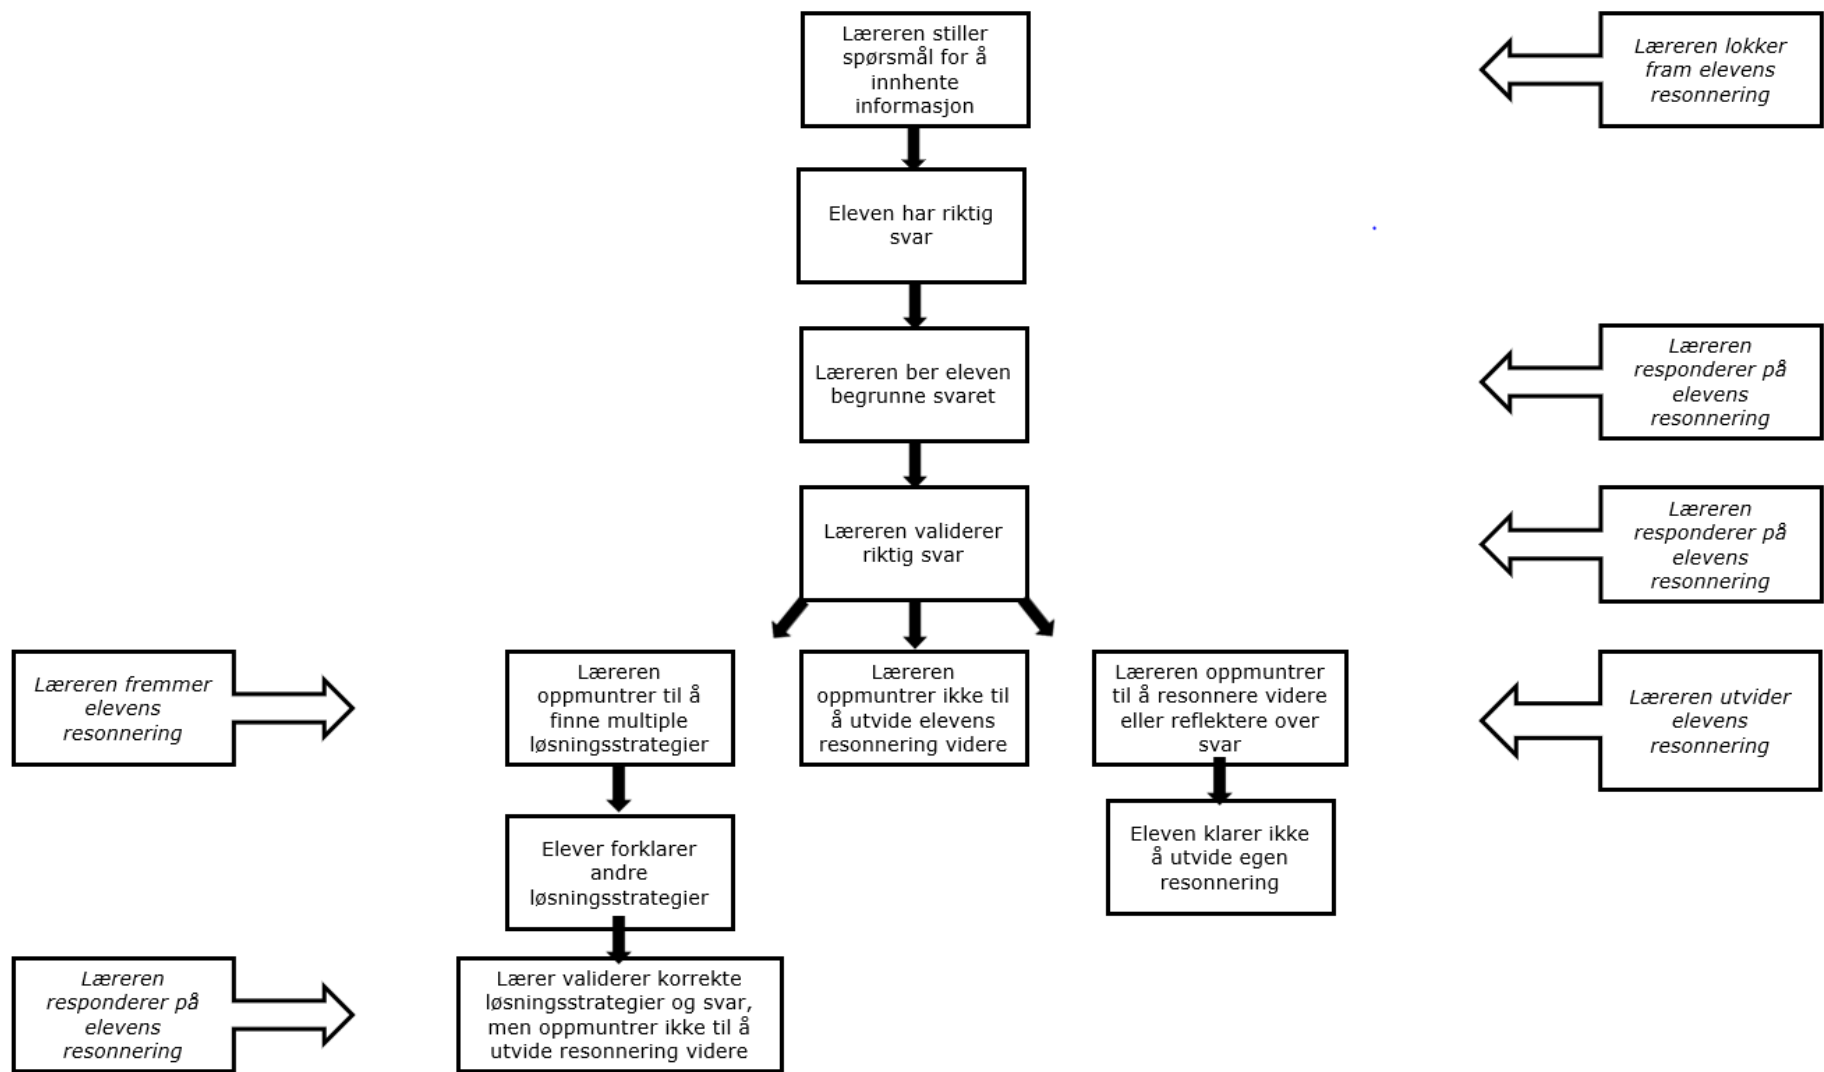 Læreren stiller
spørsmål for å
innhente
informasjon
Læreren lokker
fram elevens
resonnering
Eleven har riktig
svar
Læreren ber eleven
begrunne svaret
Læreren
responderer på
elevens
resonnering
Læreren validerer
riktig svar
Læreren
responderer på
elevens
resonnering
Læreren fremmer
elevens
resonnering
Læreren
oppmuntrer til å
finne multiple
løsningsstrategier
Læreren
oppmuntrer ikke til
å utvide elevens
resonnering videre
Læreren oppmuntrer
til å resonnere videre
eller reflektere over
svar
Læreren utvider
elevens
resonnering
Elever forklarer
andre
løsningsstrategier
Eleven klarer ikke
å utvide egen
resonnering
Læreren
responderer på
elevens
resonnering
Lærer validerer korrekte
løsningsstrategier og svar,
men oppmuntrer ikke til å
utvide resonnering videre